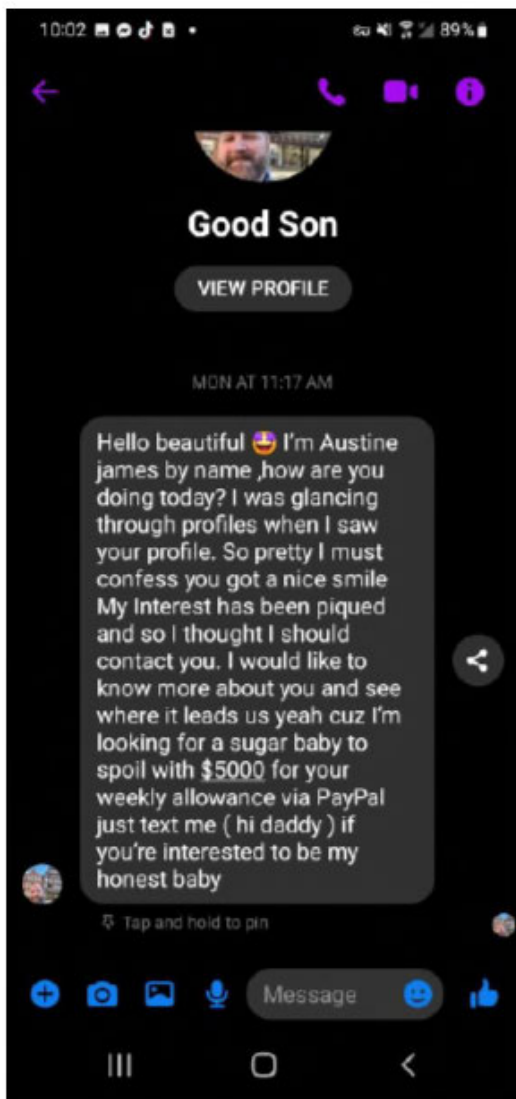 10:02
89%
Good Son
VIEW PROFILE
MON AT 11:17 AM
Hello beautiful 🤩 I'm Austine
james by name ,how are you
doing today? I was glancing
through profiles when I saw
your profile. So pretty I must
confess you got a nice smile
My Interest has been piqued
and so I thought I should
contact you. I would like to
know more about you and see
where it leads us yeah cuz I'm
looking for a sugar baby to
spoil with $5000 for your
weekly allowance via PayPal
just text me ( hi daddy ) if
you're interested to be my
honest baby
Tap and hold to pin
Message